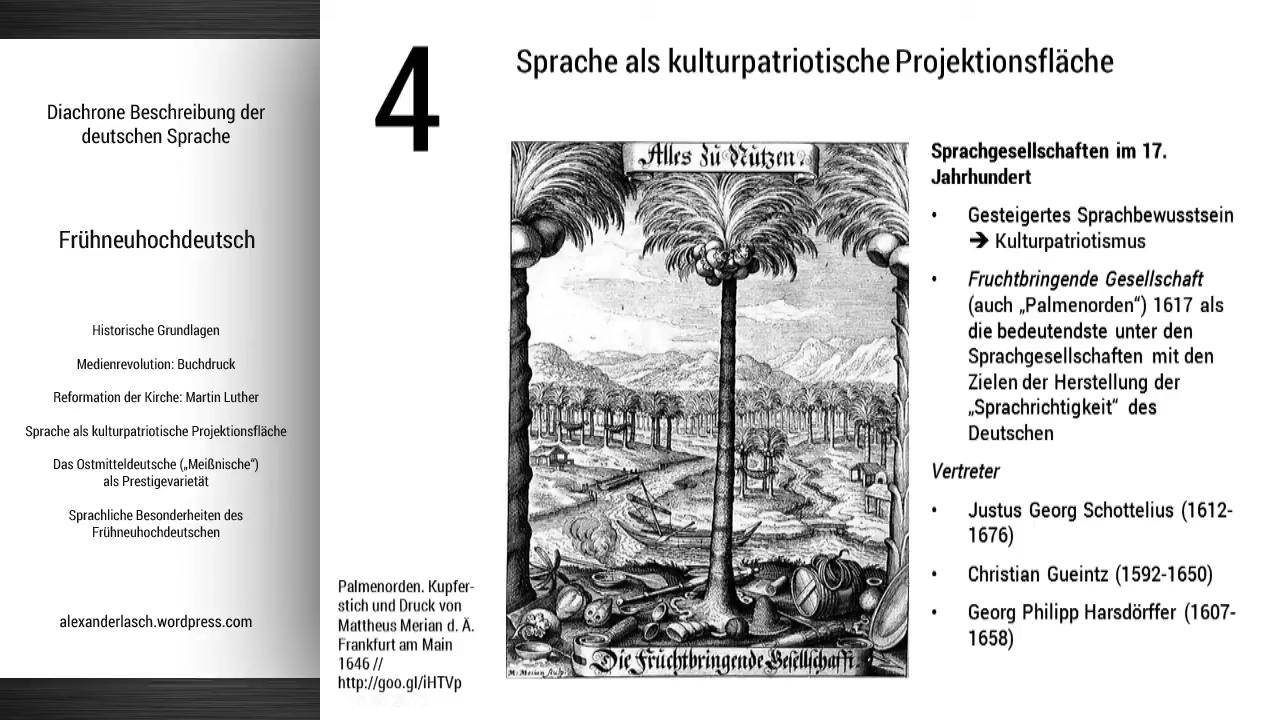 Diachrone Beschreibung der
deutschen Sprache
Frühneuhochdeutsch
Historische Grundlagen
Medienrevolution: Buchdruck
Reformation der Kirche: Martin Luther
Sprache als kulturpatriotische Projektionsfläche
Das Ostmitteldeutsche („Meißnische“)
als Prestigevarietät
Sprachliche Besonderheiten des
Frühneuhochdeutschen
alexanderlasch.wordpress.com
4
Sprache als kulturpatriotische Projektionsfläche
Alles zu Nützen.
Die Früchtbringende Gesellschafft.
M. Merian sculp.
Palmenorden. Kupfer-
stich und Druck von
Mattheus Merian d. Ä.
Frankfurt am Main
1646 //
http://goo.gl/iHTVp
Sprachgesellschaften im 17.
Jahrhundert
• Gesteigertes Sprachbewusstsein
➔ Kulturpatriotismus
• Fruchtbringende Gesellschaft
(auch „Palmenorden“) 1617 als
die bedeutendste unter den
Sprachgesellschaften mit den
Zielen der Herstellung der
„Sprachrichtigkeit“ des
Deutschen
Vertreter
• Justus Georg Schottelius (1612-
1676)
• Christian Gueintz (1592-1650)
• Georg Philipp Harsdörffer (1607-
1658)